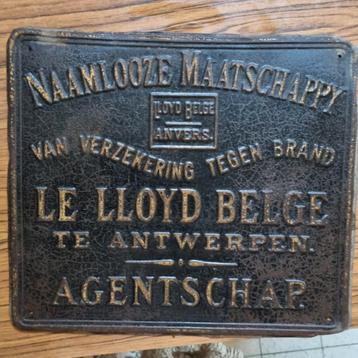 NAAMLOOZE MAATSCHAPPY
LLOYD BELGE
ANVERS.
VAN VERZEKERING TEGEN BRAND
LE LLOYD BELGE
TE ANTWERPEN.
AGENTSCHAP.